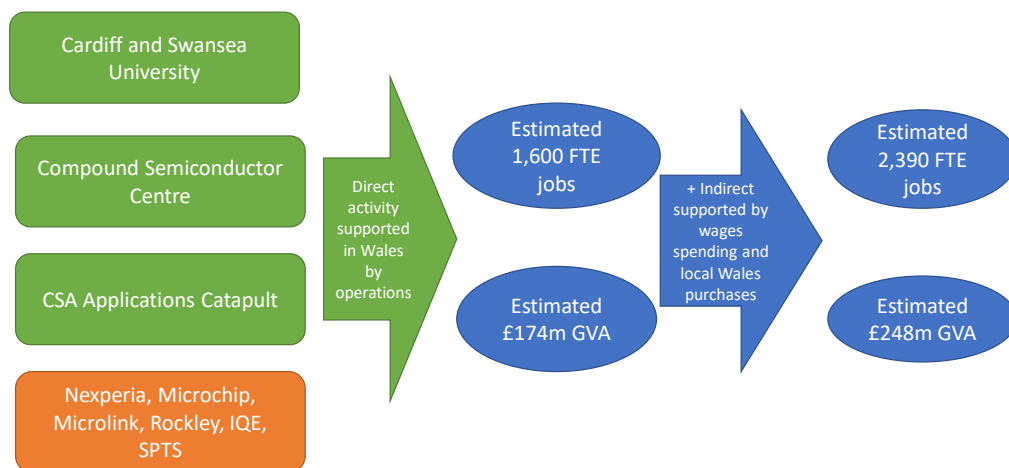 Cardiff and Swansea
University
Compound Semiconductor
Centre
CSA Applications Catapult
Nexperia, Microchip,
Microlink, Rockley, IQE,
SPTS
Direct
activity
supported
in Wales
by
operations
Estimated
1,600 FTE
jobs
Estimated
£174m GVA
+ Indirect
supported by
wages
spending and
local Wales
purchases
Estimated
2,390 FTE
jobs
Estimated
£248m GVA